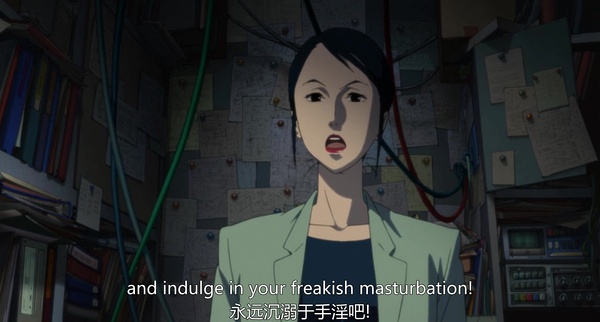 and indulge in your freakish masturbation!
永远沉溺于手淫吧!